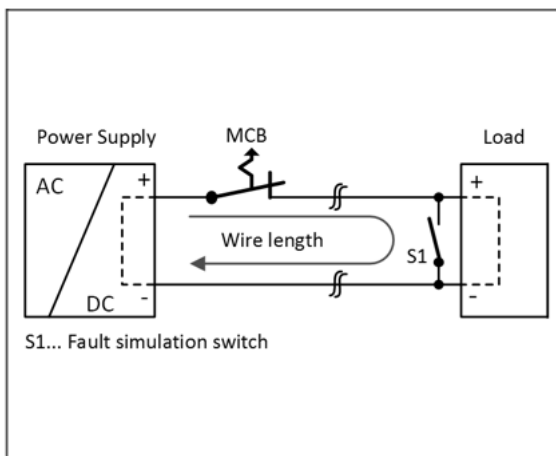 Power Supply
MCB
Load
AC
+
+
Wire length
S1
-
-
DC
S1... Fault simulation switch